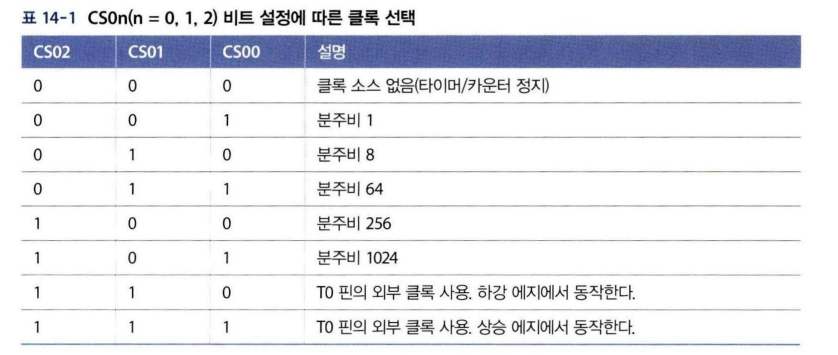 표 14-1 CS0n(n = 0, 1, 2) 비트 설정에 따른 클록 선택
CS02 CS01 CS00 설명
0 0 0 클록 소스 없음(타이머/카운터 정지)
0 0 1 분주비 1
0 1 0 분주비 8
0 1 1 분주비 64
1 0 0 분주비 256
1 0 1 분주비 1024
1 1 0 T0 핀의 외부 클록 사용. 하강 에지에서 동작한다.
1 1 1 T0 핀의 외부 클록 사용. 상승 에지에서 동작한다.